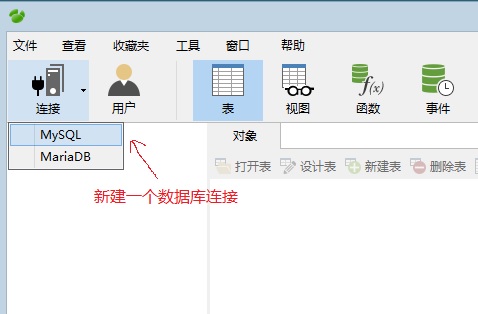 文件 查看 收藏夹 工具 窗口 帮助
连接 用户 表 视图 f(x) 函数 事件
MySQL
MariaDB
对象
打开表 设计表 新建表 删除表
新建一个数据库连接